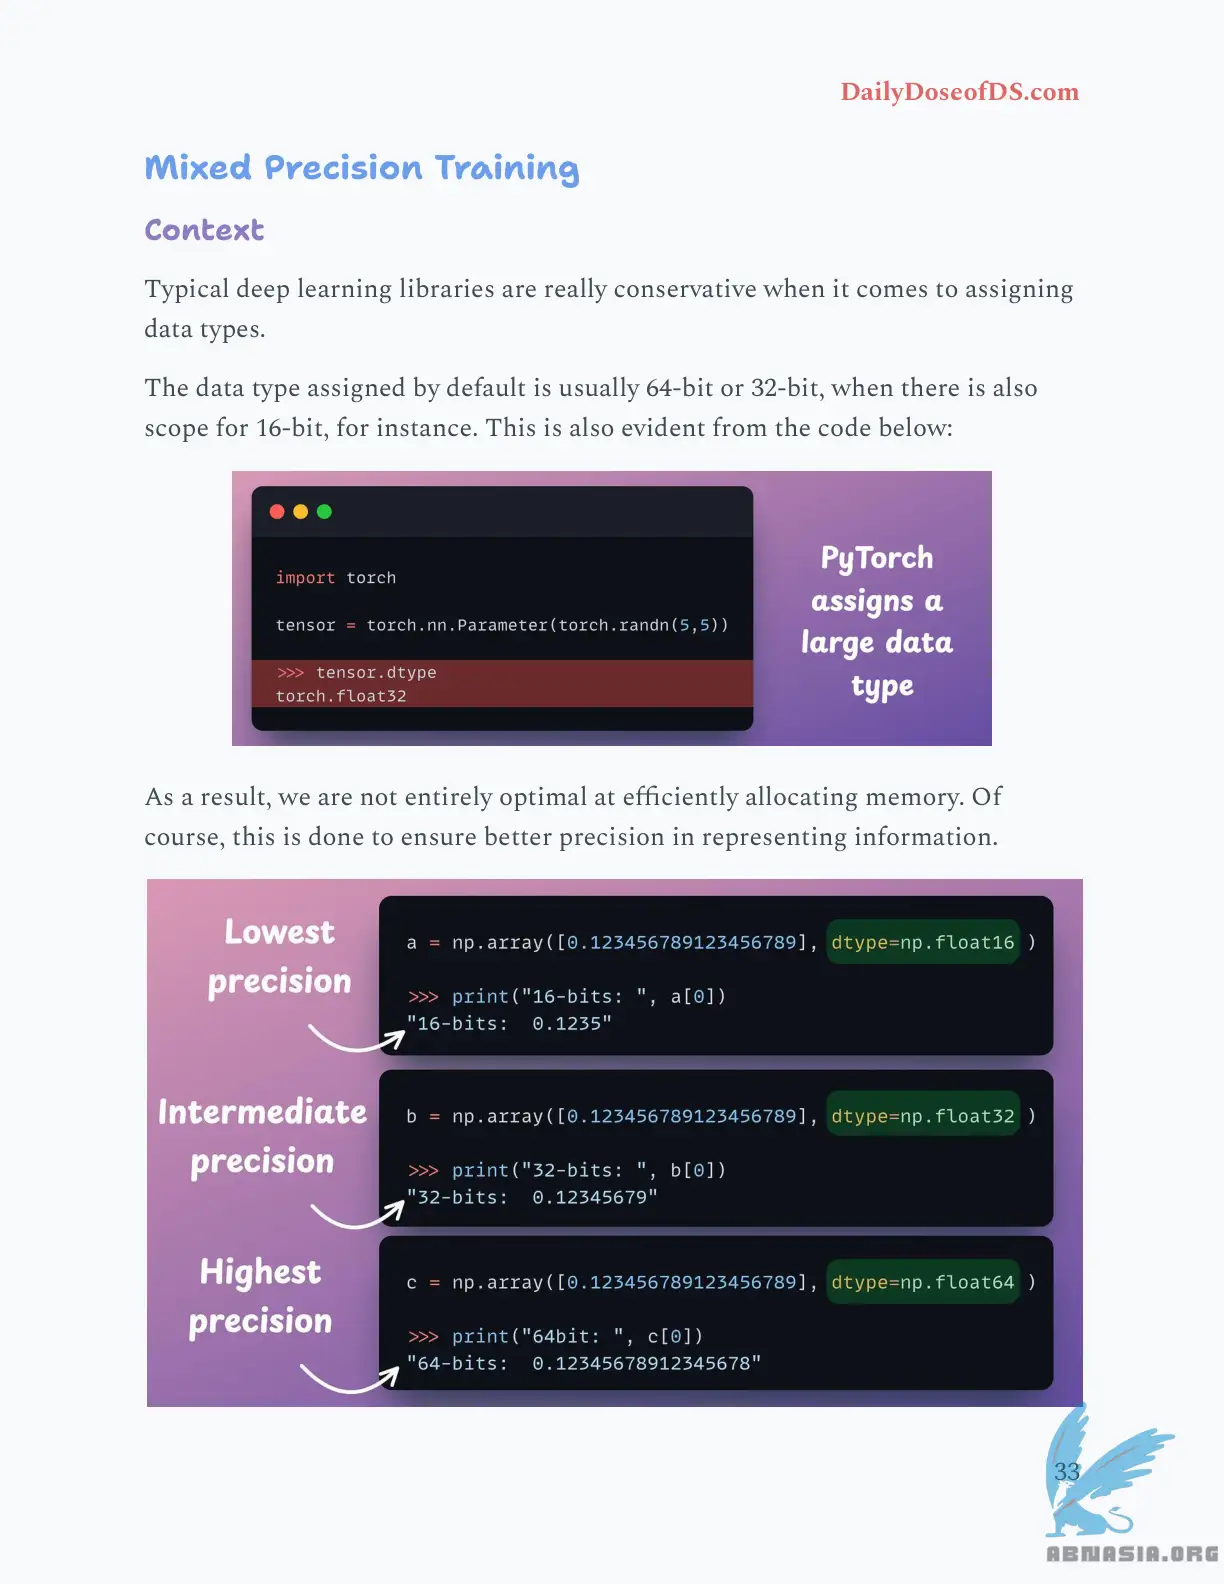 DailyDoseofDS.com
Mixed Precision Training
Context
Typical deep learning libraries are really conservative when it comes to assigning
data types.
The data type assigned by default is usually 64-bit or 32-bit, when there is also
scope for 16-bit, for instance. This is also evident from the code below:
import torch
tensor = torch.nn.Parameter(torch.randn(5,5))
>>> tensor.dtype
torch.float32
PyTorch
assigns a
large data
type
As a result, we are not entirely optimal at efficiently allocating memory. Of
course, this is done to ensure better precision in representing information.
Lowest
precision
a = np.array([0.123456789123456789], dtype=np.float16 )
>>> print("16-bits: ", a[0])
"16-bits:  0.1235"
Intermediate
precision
b = np.array([0.123456789123456789], dtype=np.float32 )
>>> print("32-bits: ", b[0])
"32-bits:  0.12345679"
Highest
precision
c = np.array([0.123456789123456789], dtype=np.float64 )
>>> print("64bit: ", c[0])
"64-bits:  0.12345678912345678"
33
ABNASIA.ORG